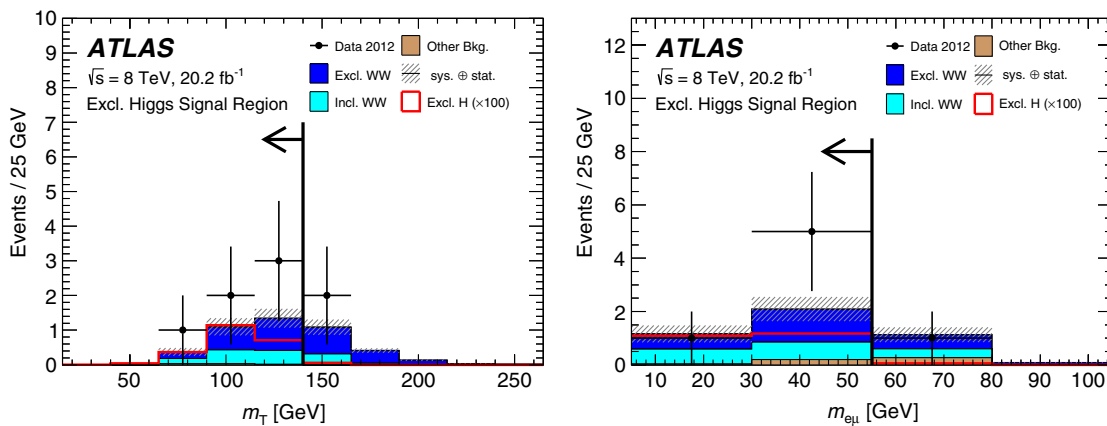 ATLAS
√s = 8 TeV, 20.2 fb⁻¹
Excl. Higgs Signal Region
Data 2012
Other Bkg.
Excl. WW
sys. ⊕ stat.
Incl. WW
Excl. H (×100)
Events / 25 GeV
10
9
8
7
6
5
4
3
2
1
0
50 100 150 200 250
m_T [GeV]
ATLAS
√s = 8 TeV, 20.2 fb⁻¹
Excl. Higgs Signal Region
Data 2012
Other Bkg.
Excl. WW
sys. ⊕ stat.
Incl. WW
Excl. H (×100)
Events / 25 GeV
12
10
8
6
4
2
0
10 20 30 40 50 60 70 80 90 100
m_eμ [GeV]